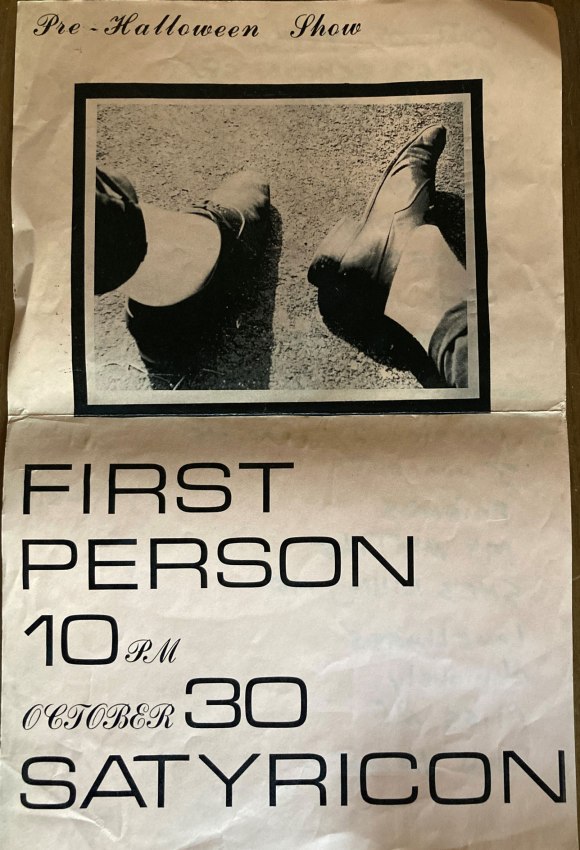 Pre-Halloween Show
FIRST
PERSON
10 PM
OCTOBER 30
SATYRICON